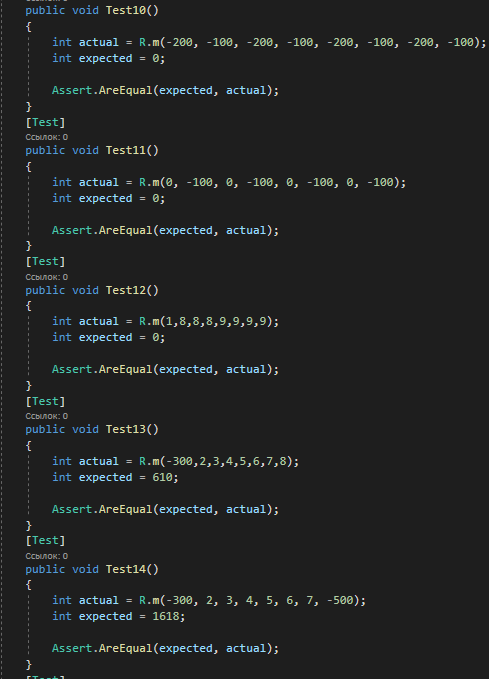 public void Test10()
{
int actual = R.m(-200, -100, -200, -100, -200, -100, -200, -100);
int expected = 0;
Assert.AreEqual(expected, actual);
}
[Test]
Ссылок: 0
public void Test11()
{
int actual = R.m(0, -100, 0, -100, 0, -100, 0, -100);
int expected = 0;
Assert.AreEqual(expected, actual);
}
[Test]
Ссылок: 0
public void Test12()
{
int actual = R.m(1,8,8,8,9,9,9,9);
int expected = 0;
Assert.AreEqual(expected, actual);
}
[Test]
Ссылок: 0
public void Test13()
{
int actual = R.m(-300,2,3,4,5,6,7,8);
int expected = 610;
Assert.AreEqual(expected, actual);
}
[Test]
Ссылок: 0
public void Test14()
{
int actual = R.m(-300, 2, 3, 4, 5, 6, 7, -500);
int expected = 1618;
Assert.AreEqual(expected, actual);
}